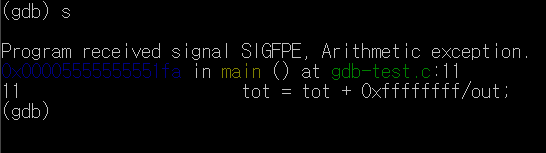 (gdb) s
Program received signal SIGFPE, Arithmetic exception.
0x00005555555551fa in main () at gdb-test.c:11
11 tot = tot + 0xffffffff/out;
(gdb)